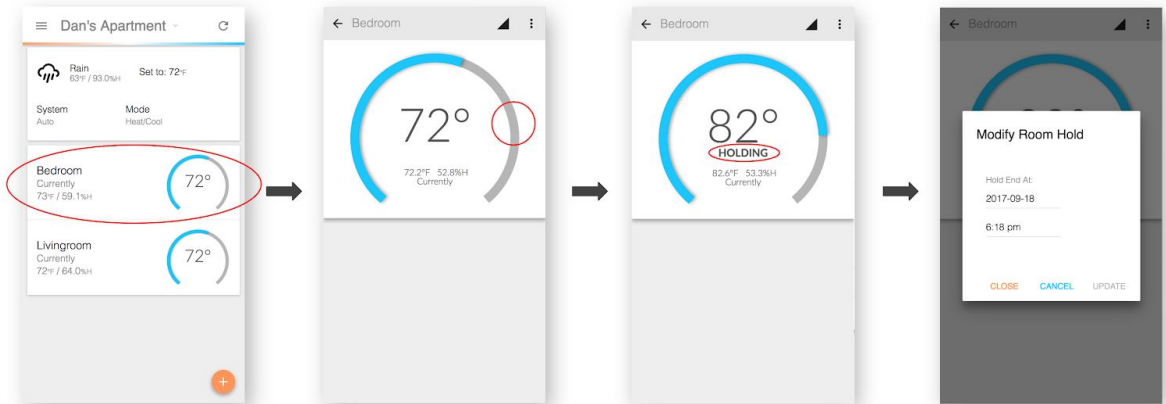 Dan's Apartment
Rain
63°F / 93.0%H
Set to: 72°F
System
Auto
Mode
Heat/Cool
Bedroom
Currently
73°F / 59.1%H
72°
Livingroom
Currently
72°F / 64.0%H
72°
+
Bedroom
72°
72.2°F 52.8%H
Currently
Bedroom
82°
HOLDING
82.6°F 53.3%H
Currently
Bedroom
Modify Room Hold
Hold End At:
2017-09-18
6:18 pm
CLOSE CANCEL UPDATE